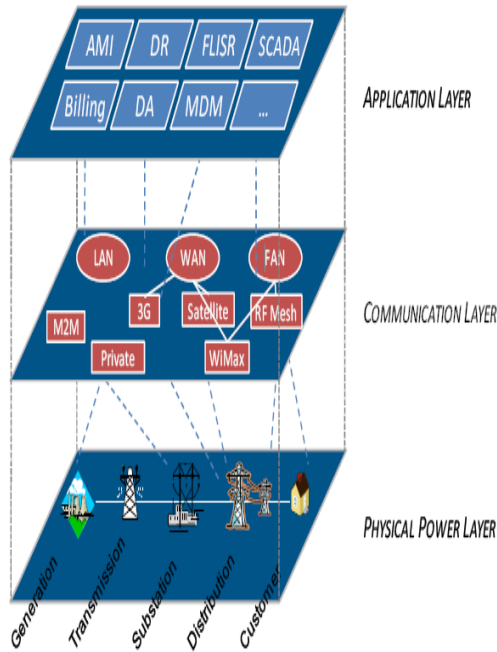 AMI DR FLISR SCADA
Billing DA MDM ...
APPLICATION LAYER
LAN WAN FAN
3G Satellite RF Mesh
M2M
Private WiMax
COMMUNICATION LAYER
PHYSICAL POWER LAYER
Generation
Transmission
Substation
Distribution
Customer